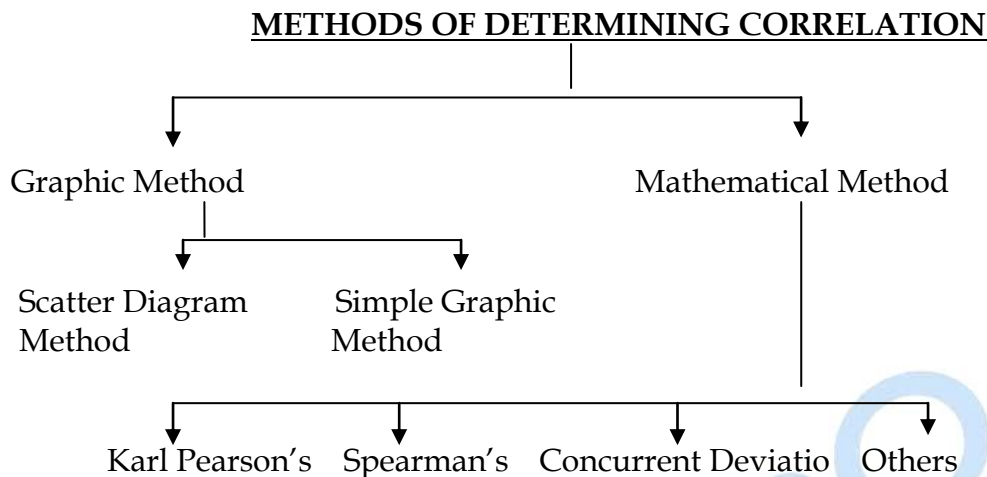 METHODS OF DETERMINING CORRELATION
Graphic Method Mathematical Method
Scatter Diagram Simple Graphic
Method Method
Karl Pearson’s Spearman’s Concurrent Deviatio Others